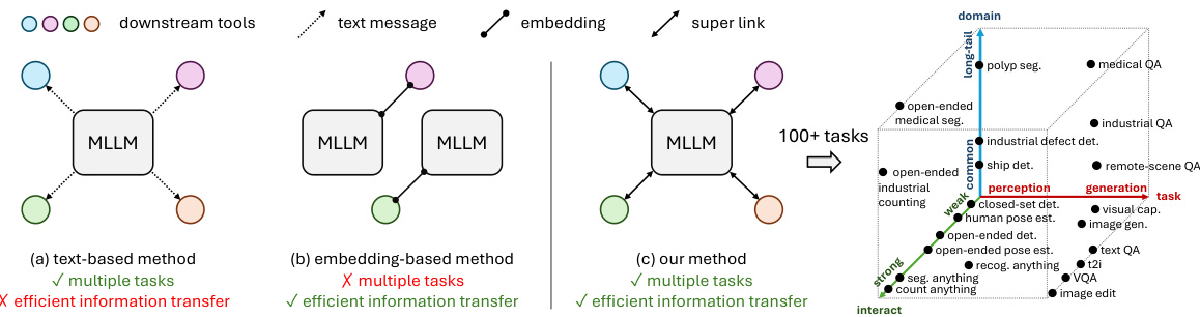 downstream tools
text message
embedding
super link
MLLM
MLLM
MLLM
MLLM
(a) text-based method
✓ multiple tasks
✗ efficient information transfer
(b) embedding-based method
✗ multiple tasks
✓ efficient information transfer
(c) our method
✓ multiple tasks
✓ efficient information transfer
100+ tasks
domain
long-tail
common
polyp seg.
medical QA
open-ended
medical seg.
industrial QA
industrial defect det.
ship det.
remote-scene QA
open-ended
industrial
counting
perception
generation
task
weak
strong
interact
closed-set det.
human pose est.
open-ended det.
open-ended pose est.
recog. anything
seg. anything
count anything
visual cap.
image gen.
text QA
t2i
VQA
image edit